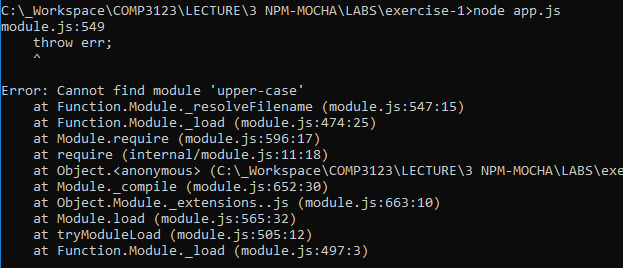 C:\_Workspace\COMP3123\LECTURE\3 NPM-MOCHA\LABS\exercise-1>node app.js
module.js:549
    throw err;
    ^

Error: Cannot find module 'upper-case'
    at Function.Module._resolveFilename (module.js:547:15)
    at Function.Module._load (module.js:474:25)
    at Module.require (module.js:596:17)
    at require (internal/module.js:11:18)
    at Object.<anonymous> (C:\_Workspace\COMP3123\LECTURE\3 NPM-MOCHA\LABS\exe
    at Module._compile (module.js:652:30)
    at Object.Module._extensions..js (module.js:663:10)
    at Module.load (module.js:565:32)
    at tryModuleLoad (module.js:505:12)
    at Function.Module._load (module.js:497:3)